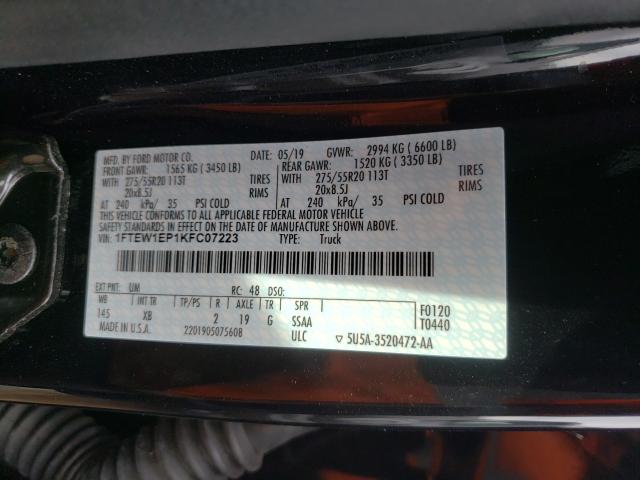 MFD. BY FORD MOTOR CO. DATE: 05/19 GVWR: 2994 KG ( 6600 LB)
FRONT GAWR: 1565 KG ( 3450 LB) REAR GAWR: 1520 KG ( 3350 LB)
WITH 275/55R20 113T TIRES WITH 275/55R20 113T TIRES
20x8.5J RIMS 20x8.5J RIMS
AT 240 kPa/ 35 PSI COLD AT 240 kPa/ 35 PSI COLD
THIS VEHICLE CONFORMS TO ALL APPLICABLE FEDERAL MOTOR VEHICLE
SAFETY STANDARDS IN EFFECT ON THE DATE OF MANUFACTURE SHOWN ABOVE.
VIN: 1FTEW1EP1KFC07223 TYPE: Truck
EXT PNT: UM RC: 48 DSO:
WB INT TR TP/PS R AXLE TR SPR F0120
145 XB 2 19 G SSAA T0440
MADE IN U.S.A. 2201905075608 ULC ▽ 5U5A-3520472-AA